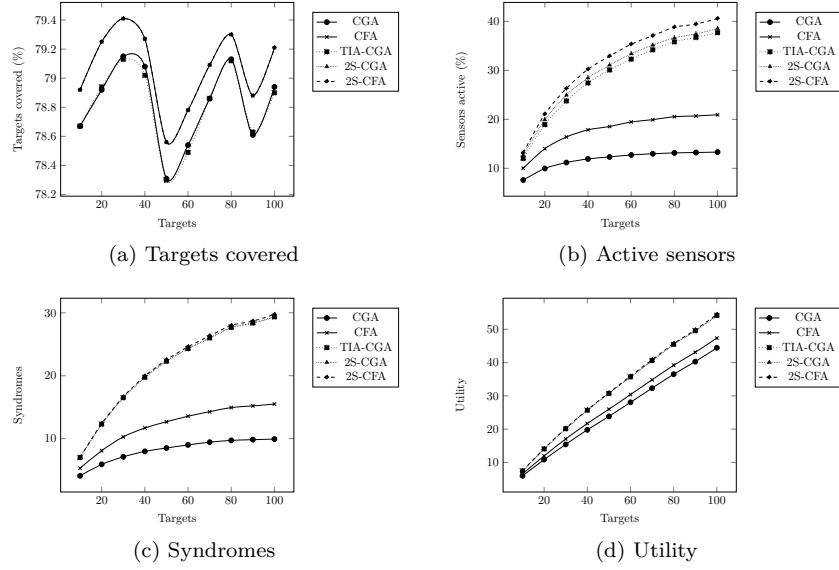 79.4
79.2
79
78.8
78.6
78.4
78.2
Targets covered (%)
20 40 60 80 100
Targets
CGA
CFA
TIA-CGA
2S-CGA
2S-CFA
(a) Targets covered
40
30
20
10
Sensors active (%)
20 40 60 80 100
Targets
CGA
CFA
TIA-CGA
2S-CGA
2S-CFA
(b) Active sensors
30
20
10
Syndromes
20 40 60 80 100
Targets
CGA
CFA
TIA-CGA
2S-CGA
2S-CFA
(c) Syndromes
50
40
30
20
10
Utility
20 40 60 80 100
Targets
CGA
CFA
TIA-CGA
2S-CGA
2S-CFA
(d) Utility